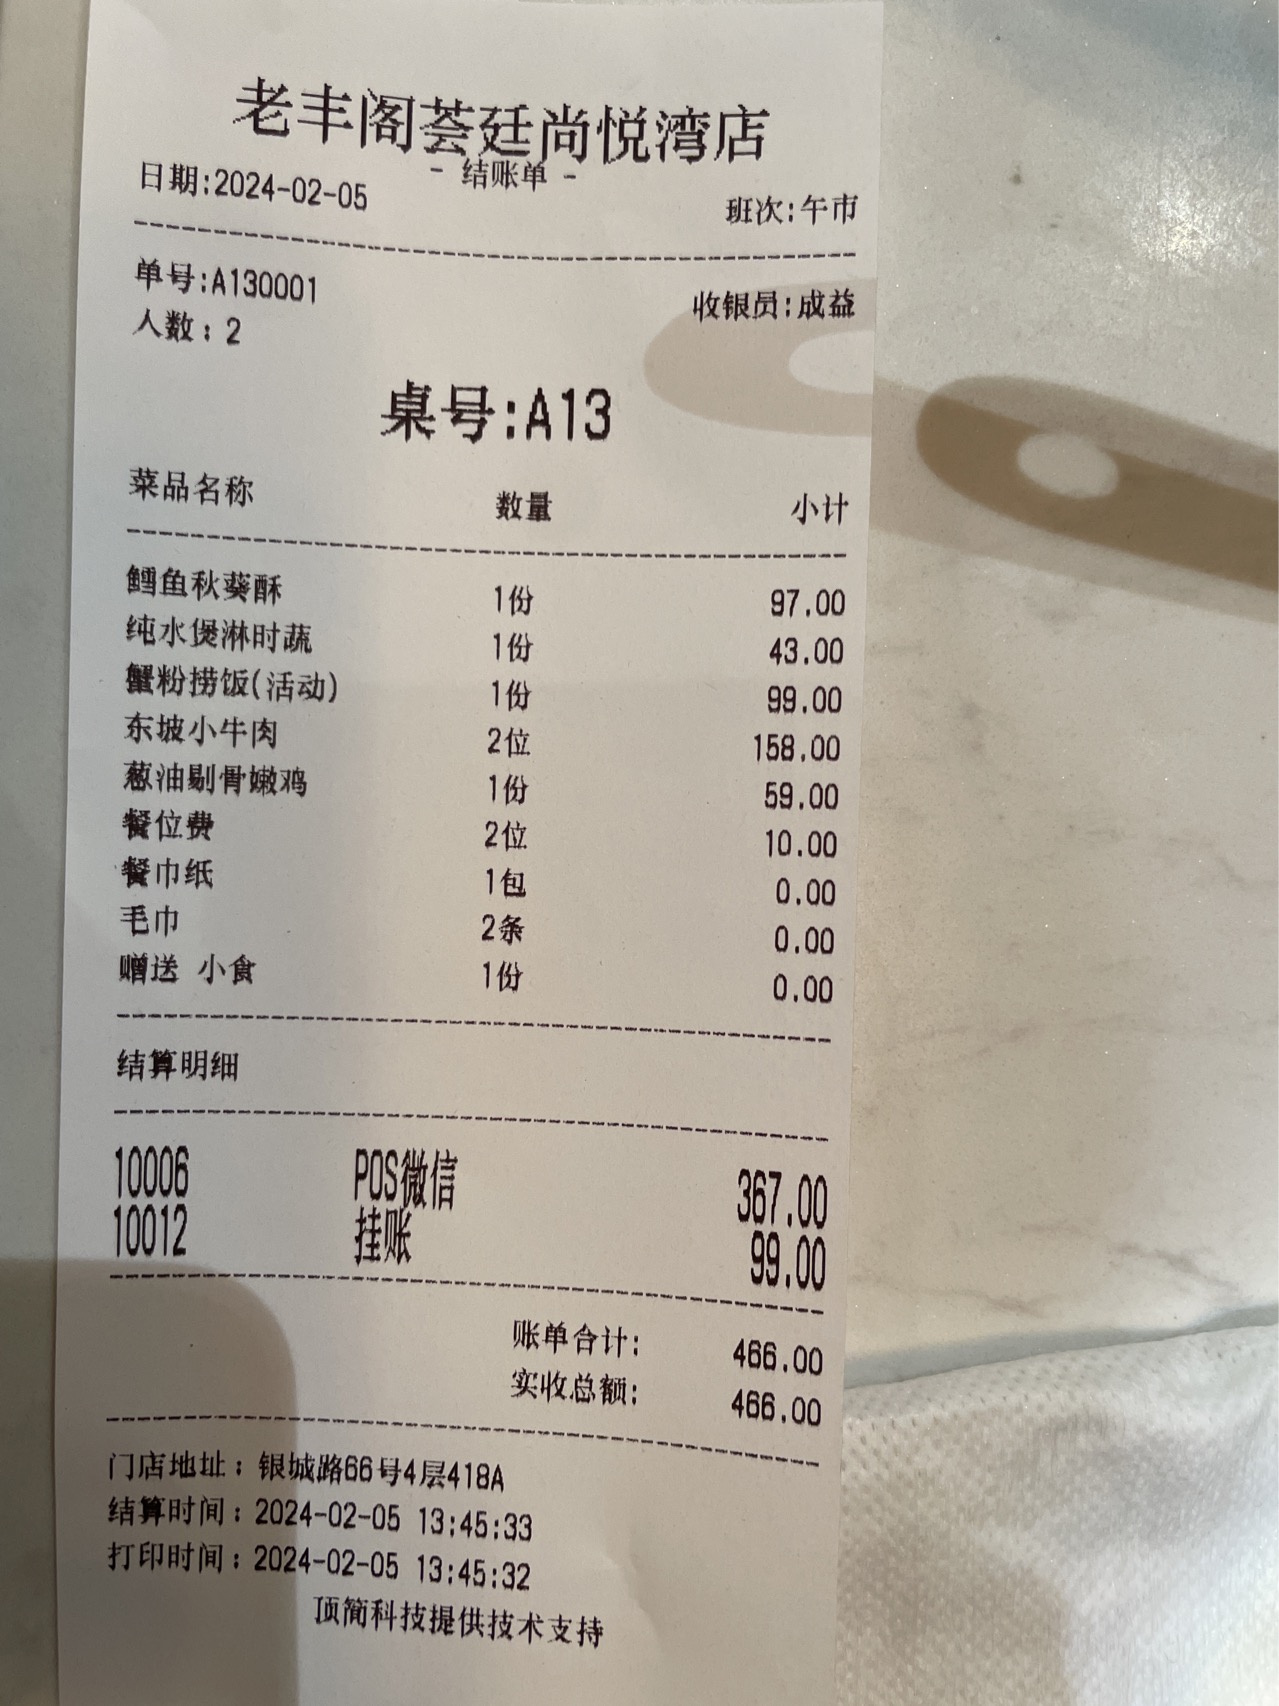 老丰阁荟廷尚悦湾店
- 结账单 -
日期:2024-02-05 班次:午市
单号:A130001 收银员:成益
人数:2
桌号:A13
菜品名称 数量 小计
鳕鱼秋葵酥 1份 97.00
纯水煲淋时蔬 1份 43.00
蟹粉捞饭(活动) 1份 99.00
东坡小牛肉 2位 158.00
葱油剔骨嫩鸡 1份 59.00
餐位费 2位 10.00
餐巾纸 1包 0.00
毛巾 2条 0.00
赠送 小食 1份 0.00
结算明细
10006 POS微信 367.00
10012 挂账 99.00
账单合计: 466.00
实收总额: 466.00
门店地址:银城路66号4层418A
结算时间:2024-02-05 13:45:33
打印时间:2024-02-05 13:45:32
顶简科技提供技术支持